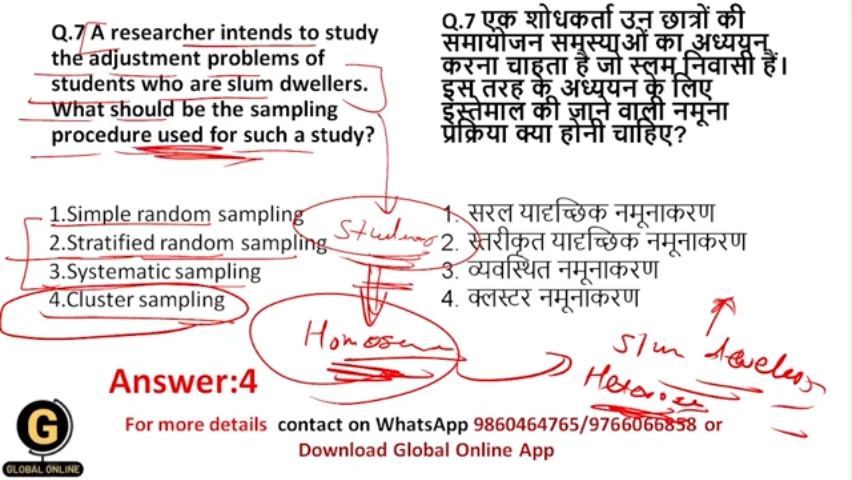 Q.7 A researcher intends to study
the adjustment problems of
students who are slum dwellers.
What should be the sampling
procedure used for such a study?
1.Simple random sampling
2.Stratified random sampling
3.Systematic sampling
4.Cluster sampling
Q.7 एक शोधकर्ता उन छात्रों की
समायोजन समस्याओं का अध्ययन
करना चाहता है जो स्लम निवासी हैं।
इस तरह के अध्ययन के लिए
इस्तेमाल की जाने वाली नमूना
प्रक्रिया क्या होनी चाहिए?
1. सरल यादृच्छिक नमूनाकरण
2. स्तरीकृत यादृच्छिक नमूनाकरण
3. व्यवस्थित नमूनाकरण
4. क्लस्टर नमूनाकरण
Students
slum
Answer:4
For more details contact on WhatsApp 9860464765/9766066858 or
Download Global Online App
G
GLOBAL ONLINE